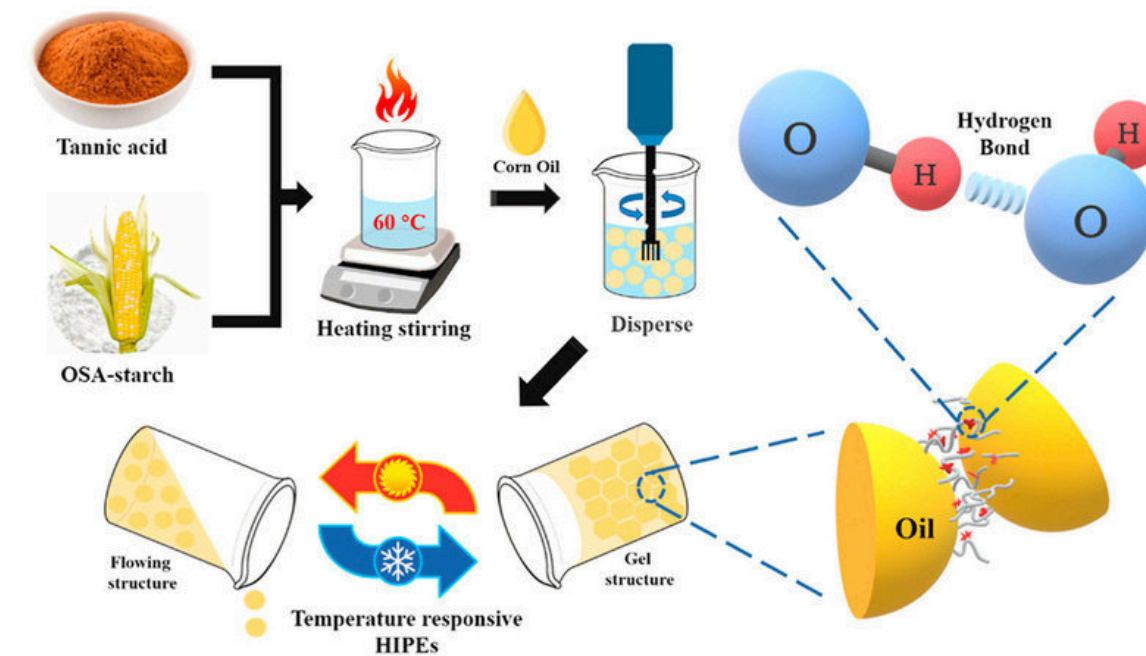 Tannic acid
OSA-starch
60 °C
Heating stirring
Corn Oil
Disperse
O
H
Hydrogen
Bond
H
O
Flowing
structure
Temperature responsive
HIPEs
Gel
structure
Oil